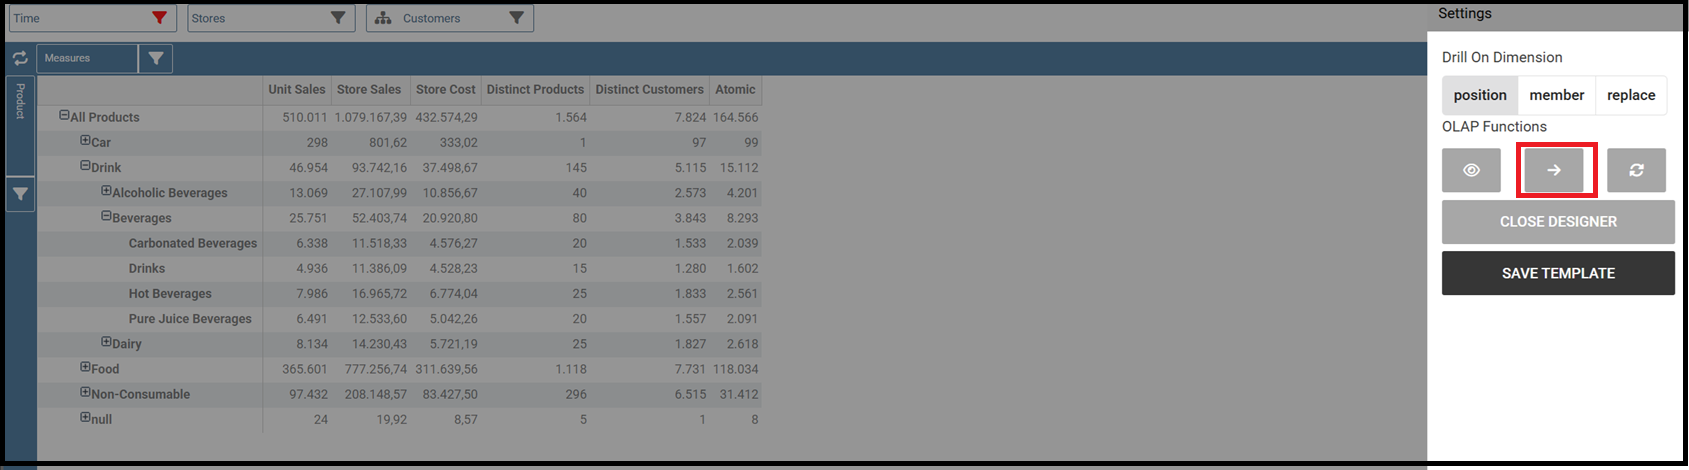 Time Stores Customers Settings
Measures
Product
Drill On Dimension
position member replace
OLAP Functions
CLOSE DESIGNER
SAVE TEMPLATE
Unit Sales Store Sales Store Cost Distinct Products Distinct Customers Atomic
All Products 510.011 1.079.167,39 432.574,29 1.564 7.824 164.566
Car 298 801,62 333,02 1 97 99
Drink 46.954 93.742,16 37.498,67 145 5.115 15.112
Alcoholic Beverages 13.069 27.107,99 10.856,67 40 2.573 4.201
Beverages 25.751 52.403,74 20.920,80 80 3.843 8.293
Carbonated Beverages 6.338 11.518,33 4.576,27 20 1.533 2.039
Drinks 4.936 11.386,09 4.528,23 15 1.280 1.602
Hot Beverages 7.986 16.965,72 6.774,04 25 1.833 2.561
Pure Juice Beverages 6.491 12.533,60 5.042,26 20 1.557 2.091
Dairy 8.134 14.230,43 5.721,19 25 1.827 2.618
Food 365.601 777.256,74 311.639,56 1.118 7.731 118.034
Non-Consumable 97.432 208.148,57 83.427,50 296 6.515 31.412
null 24 19,92 8,57 5 1 8